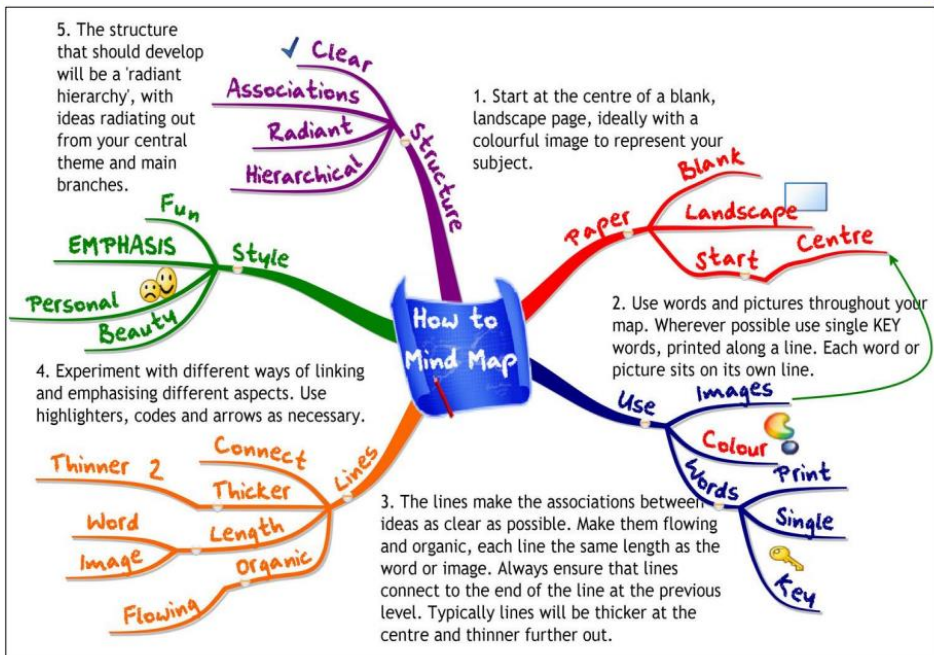 How to
Mind Map
1. Start at the centre of a blank,
landscape page, ideally with a
colourful image to represent your
subject.
Paper
Blank
Landscape
Start
Centre
2. Use words and pictures throughout your
map. Wherever possible use single KEY
words, printed along a line. Each word or
picture sits on its own line.
Use
Images
Colour
Words
Print
Single
Key
3. The lines make the associations between
ideas as clear as possible. Make them flowing
and organic, each line the same length as the
word or image. Always ensure that lines
connect to the end of the line at the previous
level. Typically lines will be thicker at the
centre and thinner further out.
Lines
Connect
Thicker
Thinner 2
Length
Word
Image
Organic
Flowing
4. Experiment with different ways of linking
and emphasising different aspects. Use
highlighters, codes and arrows as necessary.
Style
Fun
EMPHASIS
Personal
Beauty
5. The structure
that should develop
will be a 'radiant
hierarchy', with
ideas radiating out
from your central
theme and main
branches.
Structure
Clear
Associations
Radiant
Hierarchical